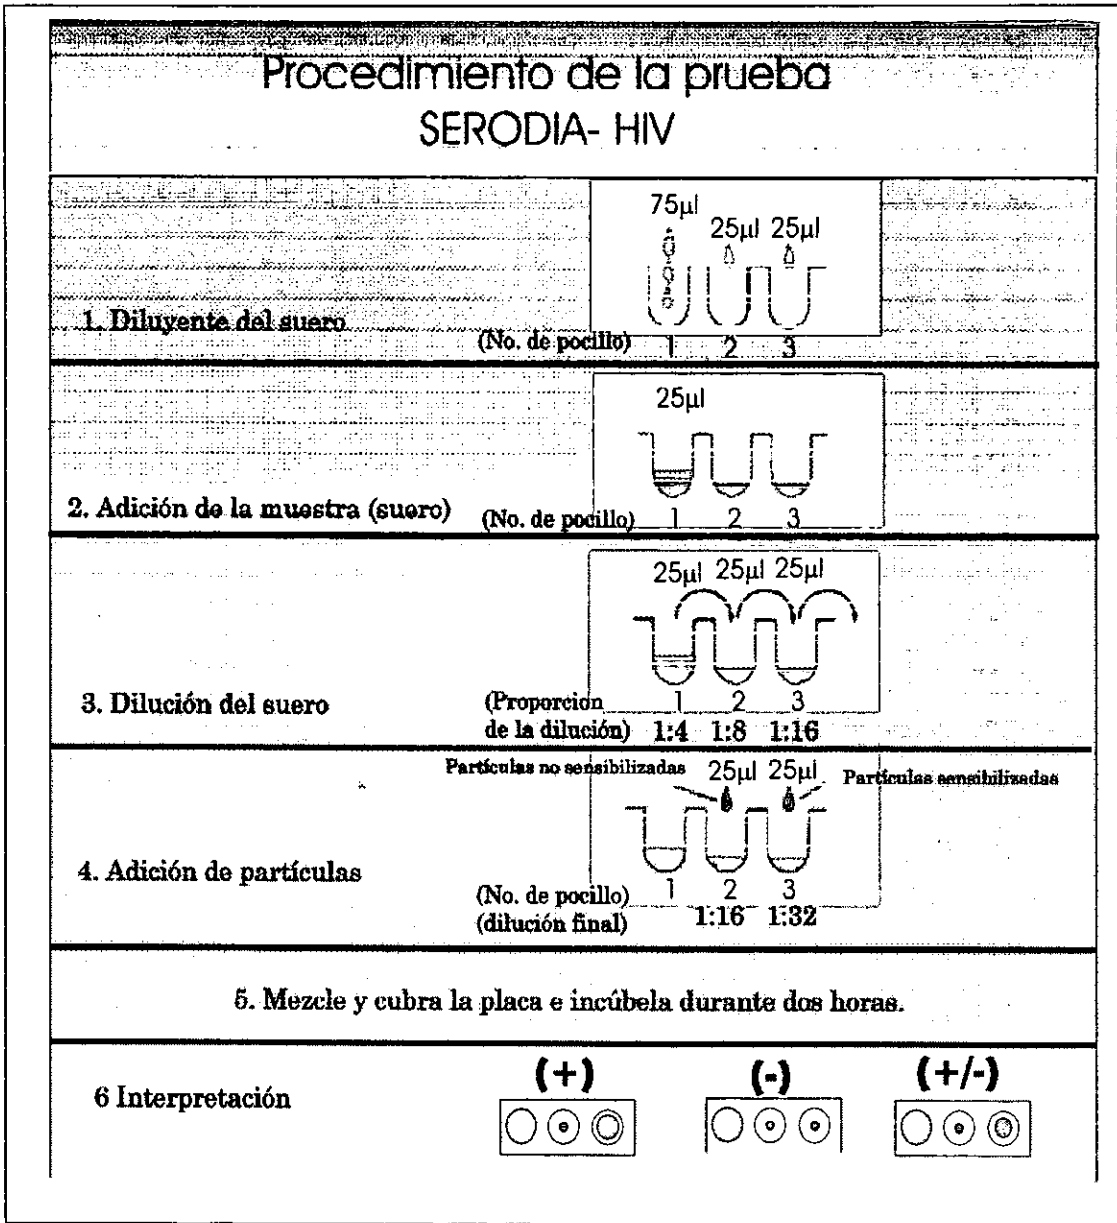 Procedimiento de la prueba
SERODIA- HIV
75µl
25µl 25µl
1. Diluyente del suero
(No. de pocillo) 1 2 3
25µl
2. Adición de la muestra (suero)
(No. de pocillo) 1 2 3
25µl 25µl 25µl
3. Dilución del suero
(Proporcion 1 2 3
de la dilución) 1:4 1:8 1:16
Partículas no sensibilizadas 25µl 25µl Partículas sensibilizadas
4. Adición de partículas
(No. de pocillo) 1 2 3
(dilución final) 1:16 1:32
5. Mezcle y cubra la placa e incúbela durante dos horas.
6 Interpretación
(+) (-) (+/-)